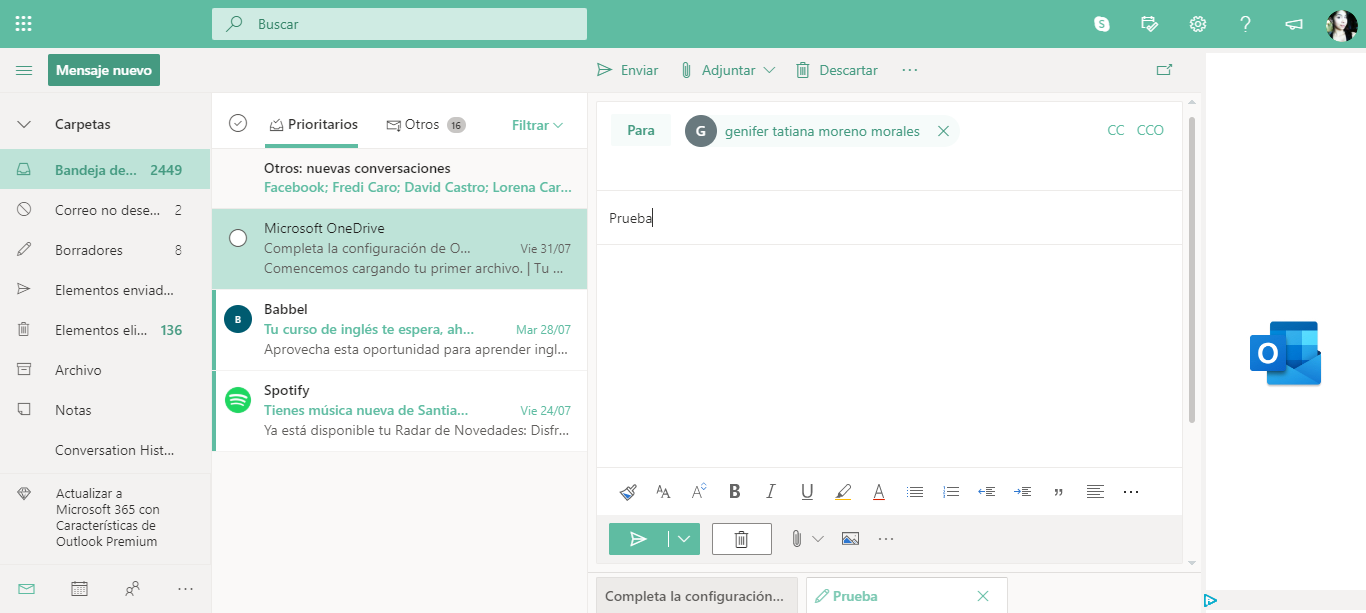 Buscar
Mensaje nuevo
Enviar
Adjuntar
Descartar
Carpetas
Bandeja de... 2449
Correo no dese... 2
Borradores 8
Elementos enviad...
Elementos eli... 136
Archivo
Notas
Conversation Hist...
Actualizar a
Microsoft 365 con
Características de
Outlook Premium
Prioritarios
Otros 16
Filtrar
Otros: nuevas conversaciones
Facebook; Fredi Caro; David Castro; Lorena Car...
Microsoft OneDrive
Completa la configuración de O... Vie 31/07
Comencemos cargando tu primer archivo. | Tu ...
B
Babbel
Tu curso de inglés te espera, ah... Mar 28/07
Aprovecha esta oportunidad para aprender ingl...
Spotify
Tienes música nueva de Santia... Vie 24/07
Ya está disponible tu Radar de Novedades: Disfr...
Para
G
genifer tatiana moreno morales
CC CCO
Prueba
B I U A
Completa la configuración...
Prueba
O